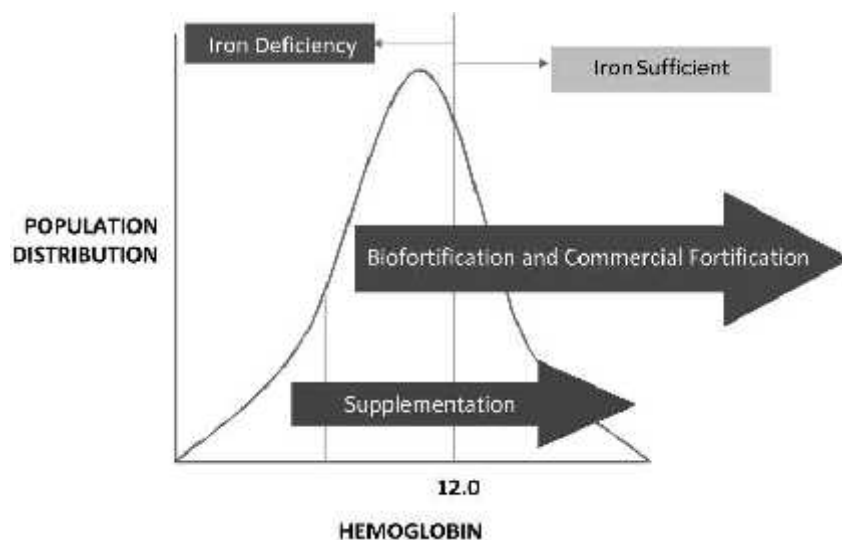 Iron Deficiency
Iron Sufficient
POPULATION
DISTRIBUTION
Biofortification and Commercial Fortification
Supplementation
12.0
HEMOGLOBIN